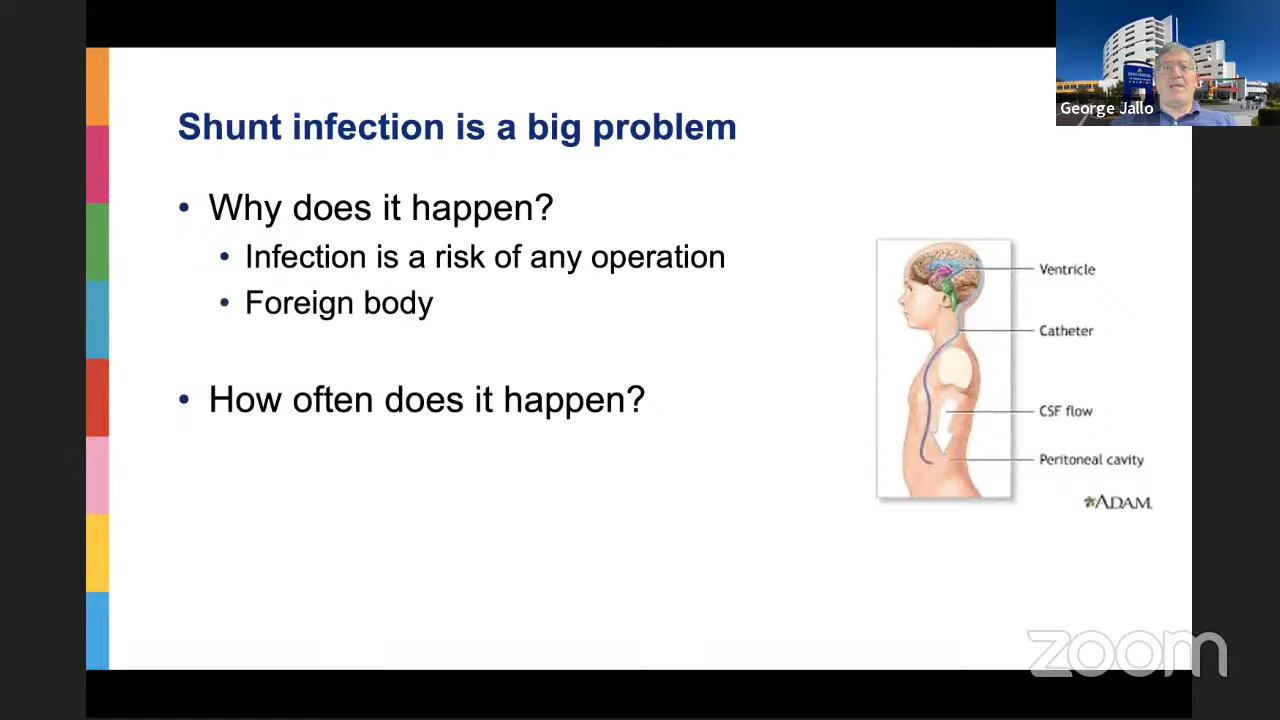 George Jallo
Shunt infection is a big problem
• Why does it happen?
• Infection is a risk of any operation
• Foreign body
• How often does it happen?
Ventricle
Catheter
CSF flow
Peritoneal cavity
ADAM.
zoom